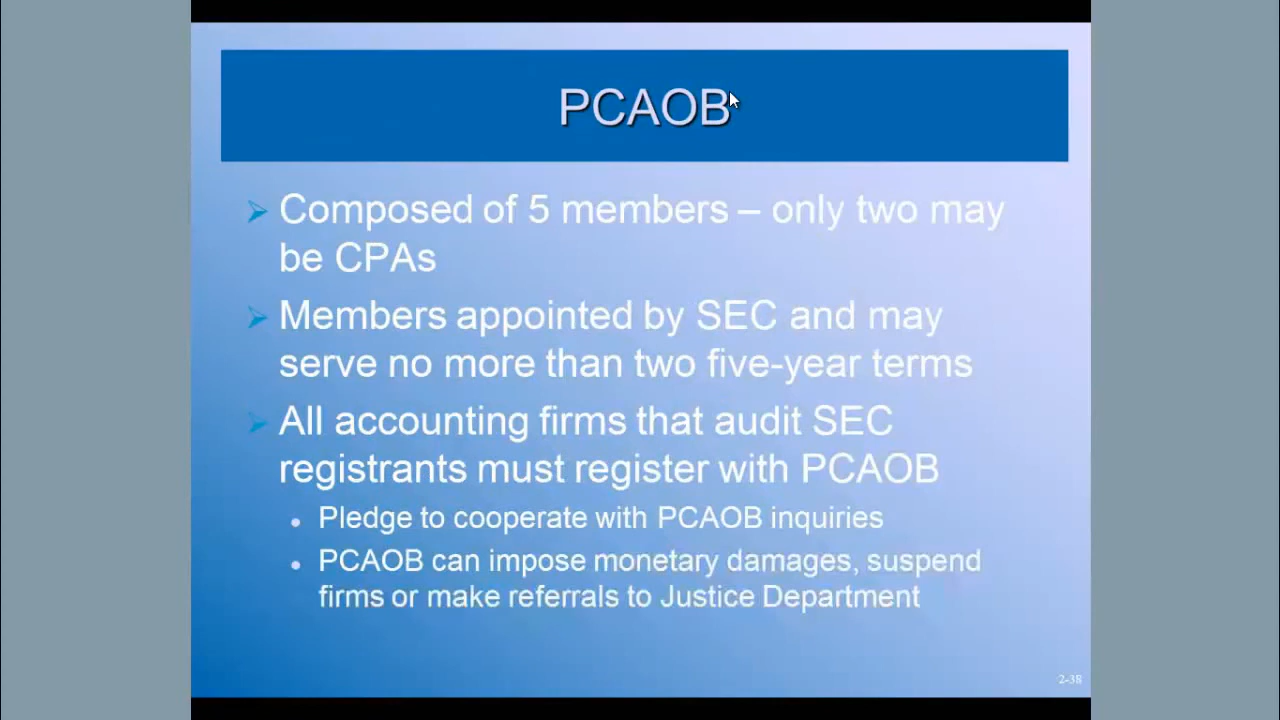 PCAOB
Composed of 5 members – only two may
be CPAs
Members appointed by SEC and may
serve no more than two five-year terms
All accounting firms that audit SEC
registrants must register with PCAOB
Pledge to cooperate with PCAOB inquiries
PCAOB can impose monetary damages, suspend
firms or make referrals to Justice Department
2-38